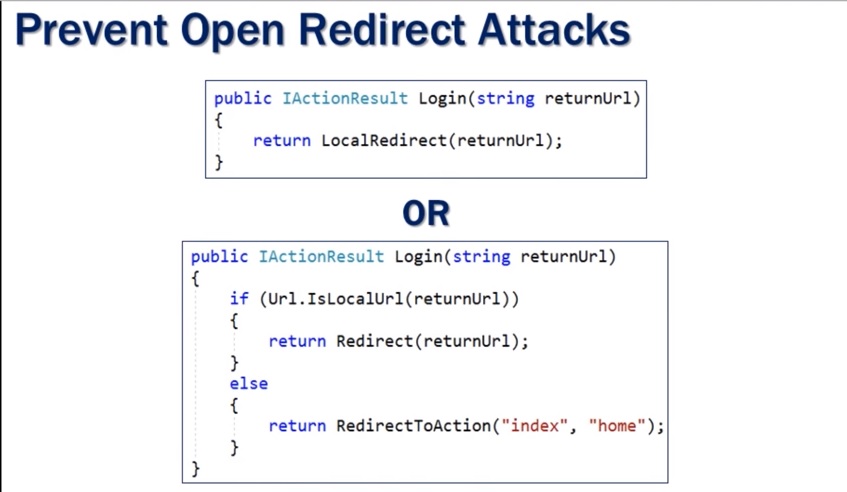 Prevent Open Redirect Attacks
public IActionResult Login(string returnUrl)
{
    return LocalRedirect(returnUrl);
}
OR
public IActionResult Login(string returnUrl)
{
    if (Url.IsLocalUrl(returnUrl))
    {
        return Redirect(returnUrl);
    }
    else
    {
        return RedirectToAction("index", "home");
    }
}